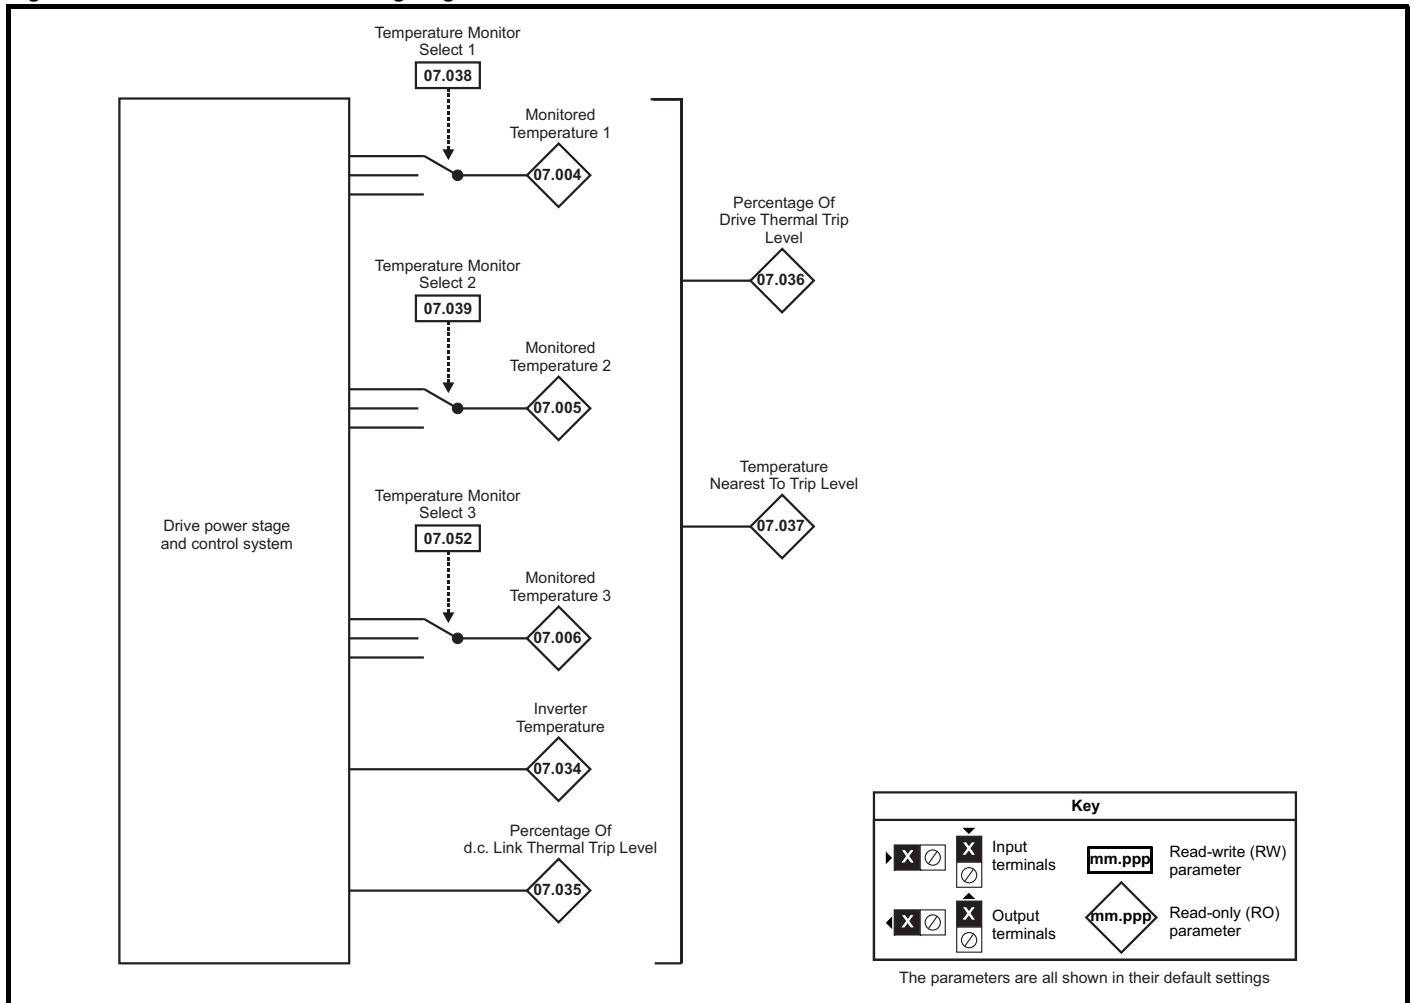 Temperature Monitor
Select 1
07.038
Monitored
Temperature 1
07.004
Percentage Of
Drive Thermal Trip
Level
07.036
Temperature Monitor
Select 2
07.039
Monitored
Temperature 2
07.005
Temperature
Nearest To Trip Level
07.037
Temperature Monitor
Select 3
07.052
Drive power stage
and control system
Monitored
Temperature 3
07.006
Inverter
Temperature
07.034
Percentage Of
d.c. Link Thermal Trip Level
07.035
Key
X
X
Input
terminals
mm.ppp
Read-write (RW)
parameter
X
X
Output
terminals
mm.ppp
Read-only (RO)
parameter
The parameters are all shown in their default settings